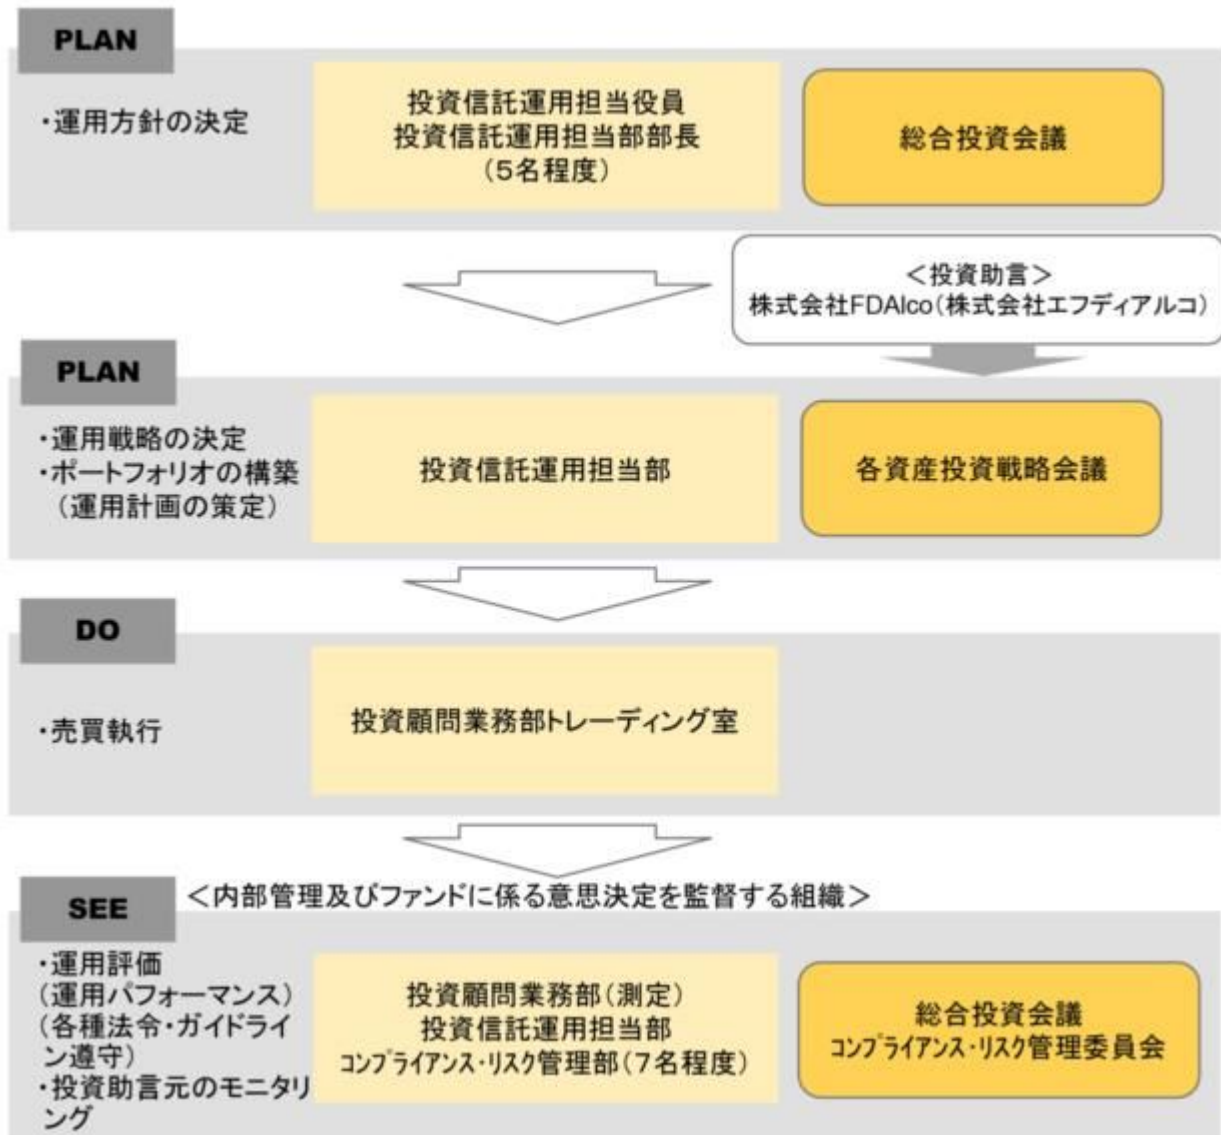 PLAN
・運用方針の決定
投資信託運用担当役員
投資信託運用担当部部長
(5名程度)
総合投資会議
<投資助言>
株式会社FDAlco(株式会社エフディアルコ)
PLAN
・運用戦略の決定
・ポートフォリオの構築
(運用計画の策定)
投資信託運用担当部
各資産投資戦略会議
DO
・売買執行
投資顧問業務部トレーディング室
SEE
<内部管理及びファンドに係る意思決定を監督する組織>
・運用評価
(運用パフォーマンス)
(各種法令・ガイドライ
ン遵守)
・投資助言元のモニタリ
ング
投資顧問業務部(測定)
投資信託運用担当部
コンプライアンス・リスク管理部(7名程度)
総合投資会議
コンプライアンス・リスク管理委員会